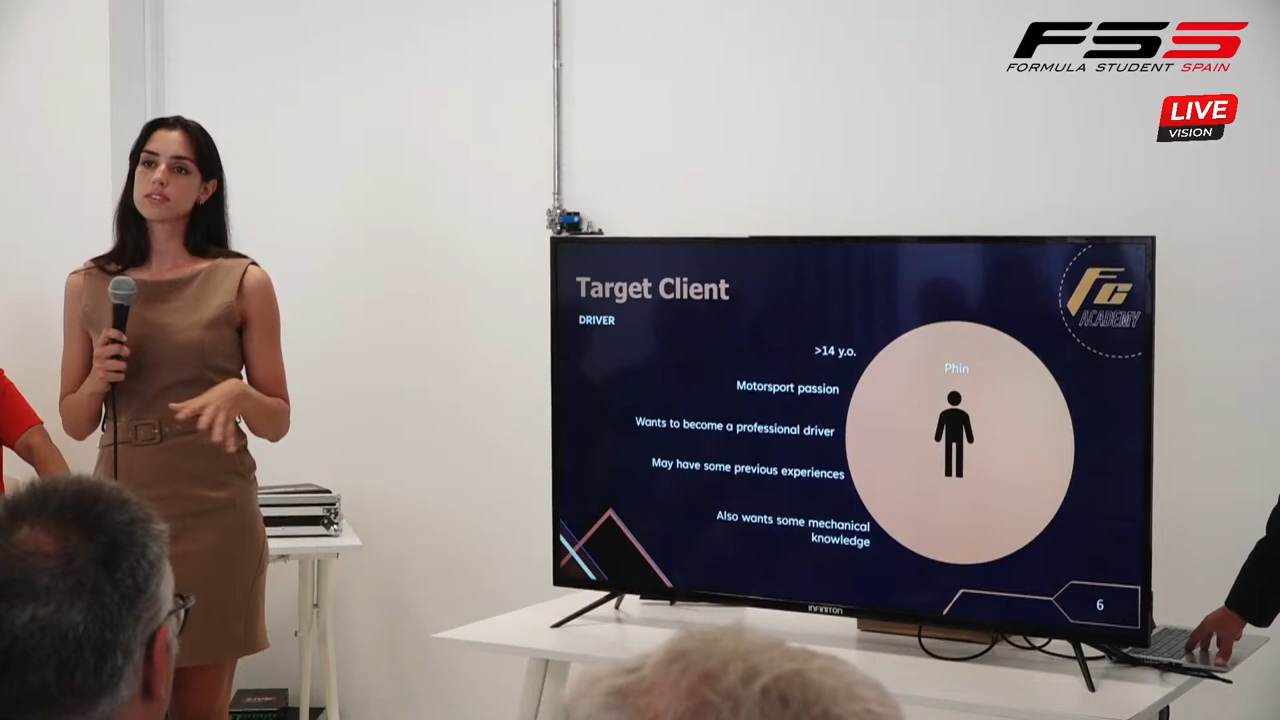 FSS
FORMULA STUDENT SPAIN
LIVE
VISION
Target Client
DRIVER
FC
ACADEMY
>14 y.o.
Phin
Motorsport passion
Wants to become a professional driver
May have some previous experiences
Also wants some mechanical
knowledge
6
INFINITON